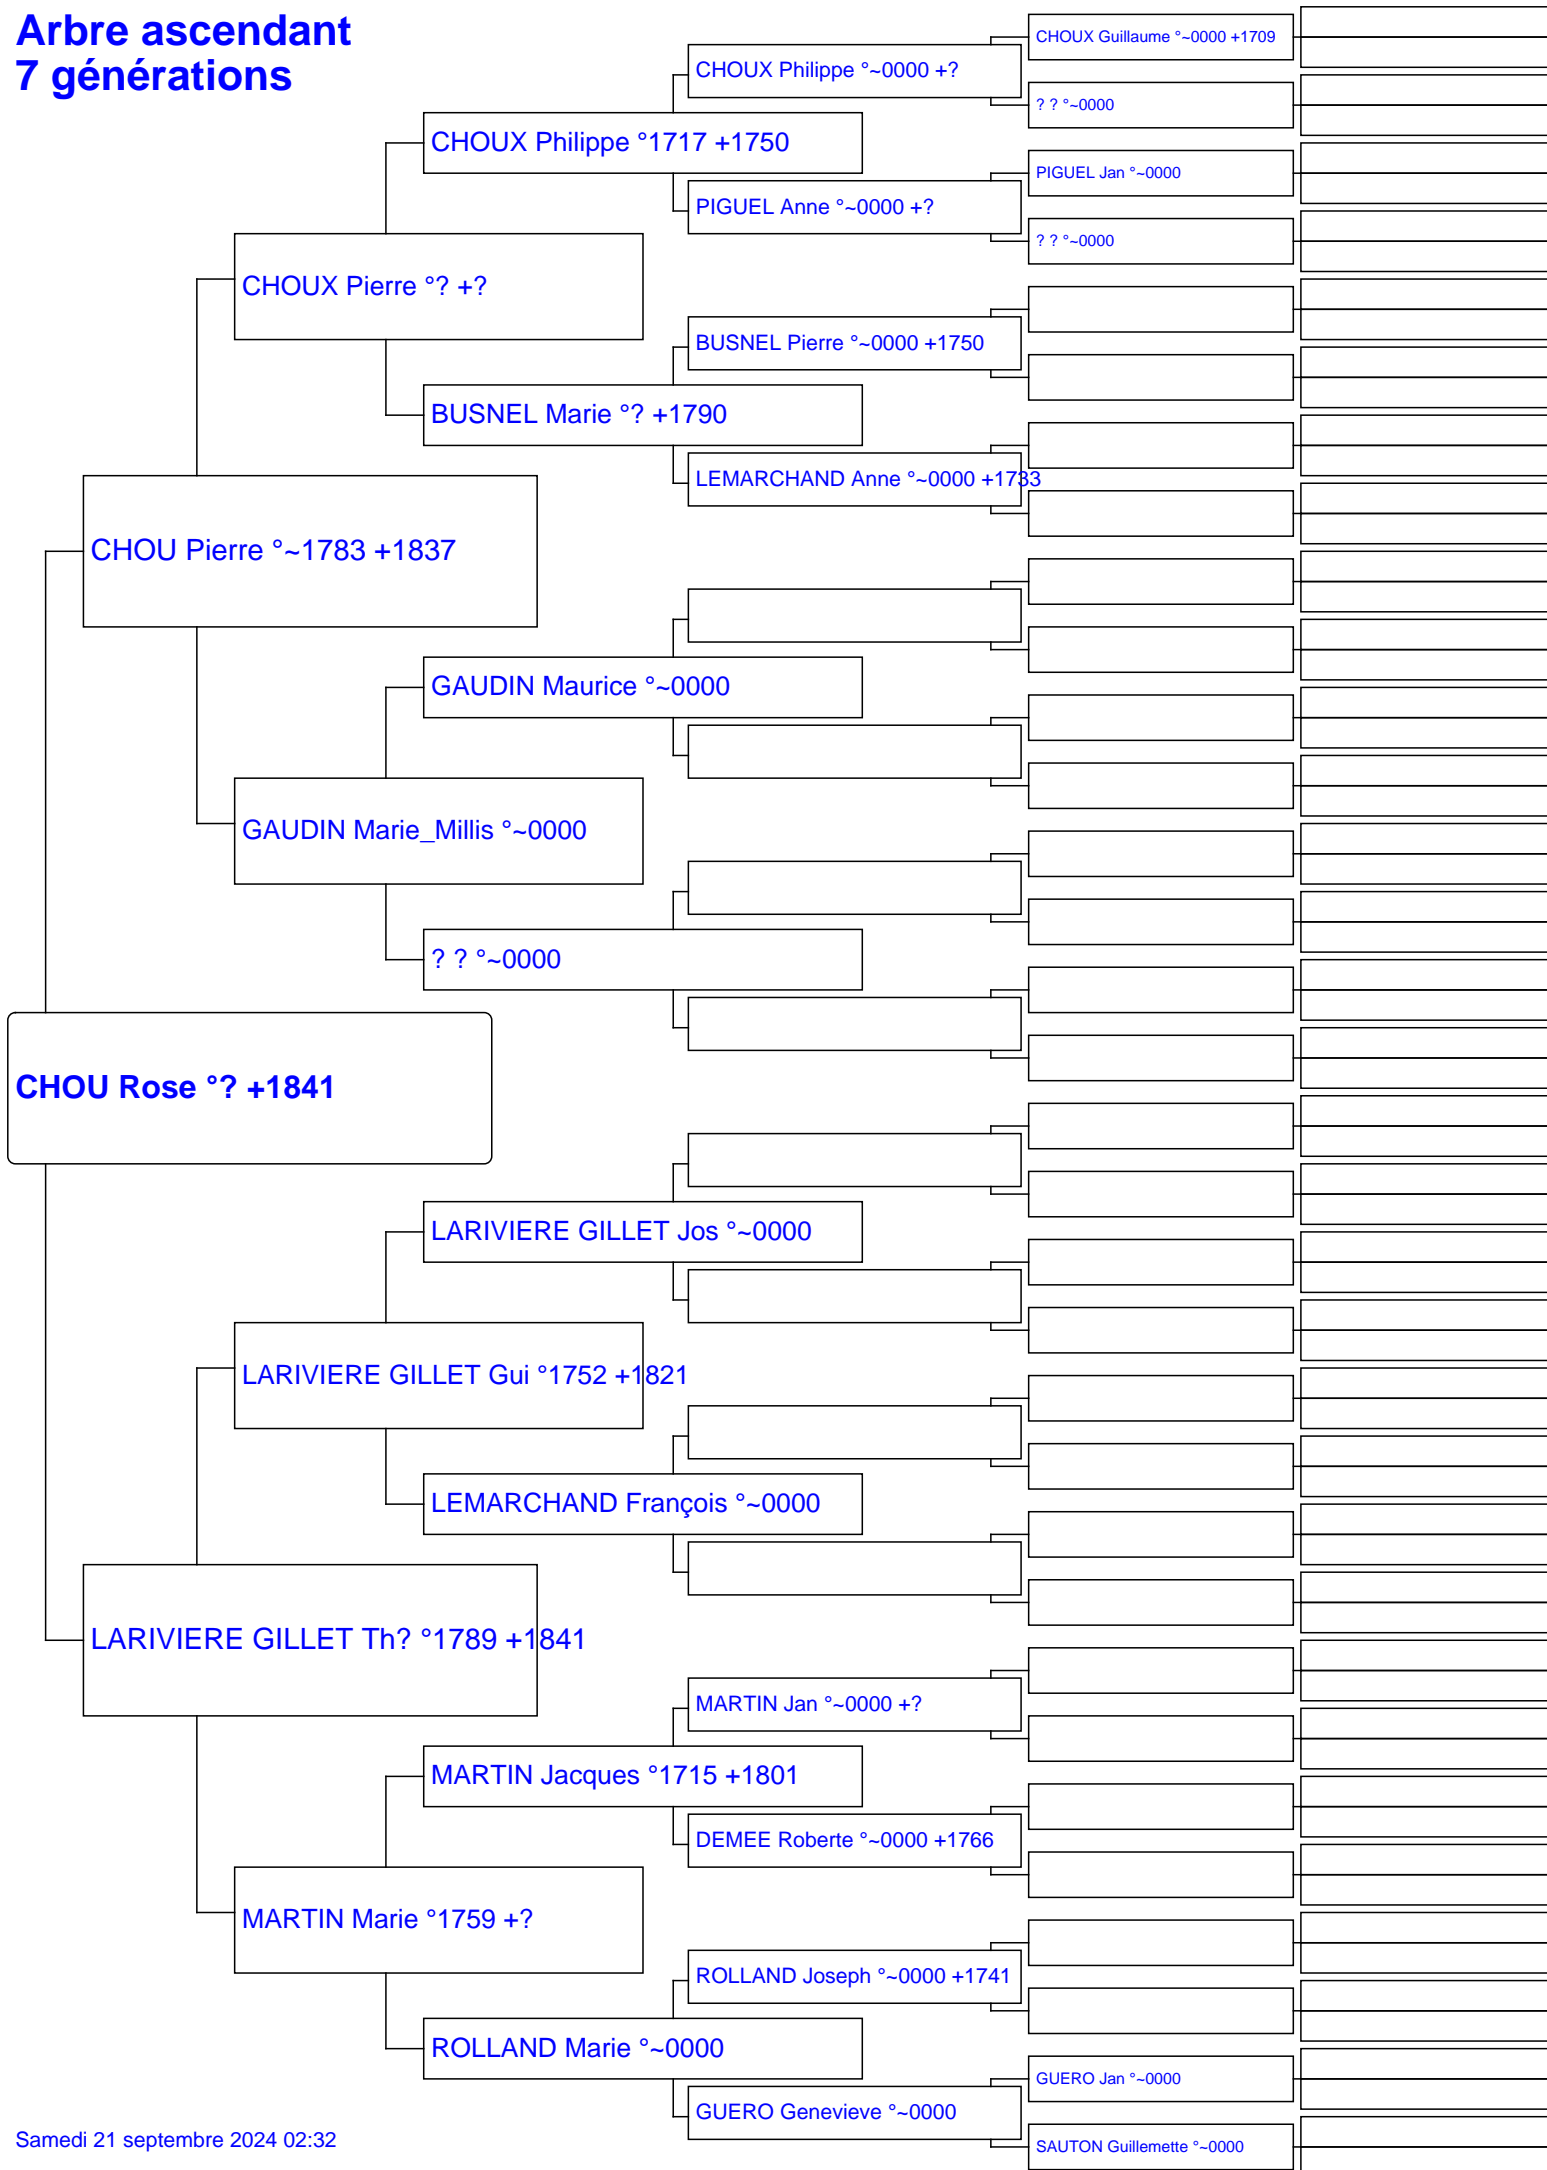 Arbre ascendant
7 générations
CHOUX Guillaume °~0000 +1709
CHOUX Philippe °~0000 +?
? ? °~0000
CHOUX Philippe °1717 +1750
PIGUEL Jan °~0000
PIGUEL Anne °~0000 +?
? ? °~0000
CHOUX Pierre °? +?
BUSNEL Pierre °~0000 +1750
BUSNEL Marie °? +1790
LEMARCHAND Anne °~0000 +1733
CHOU Pierre °~1783 +1837
GAUDIN Maurice °~0000
GAUDIN Marie_Millis °~0000
? ? °~0000
CHOU Rose °? +1841
LARIVIERE GILLET Jos °~0000
LARIVIERE GILLET Gui °1752 +1821
LEMARCHAND François °~0000
LARIVIERE GILLET Th? °1789 +1841
MARTIN Jan °~0000 +?
MARTIN Jacques °1715 +1801
DEMEE Roberte °~0000 +1766
MARTIN Marie °1759 +?
ROLLAND Joseph °~0000 +1741
ROLLAND Marie °~0000
GUERO Jan °~0000
GUERO Genevieve °~0000
SAUTON Guillemette °~0000
Samedi 21 septembre 2024 02:32